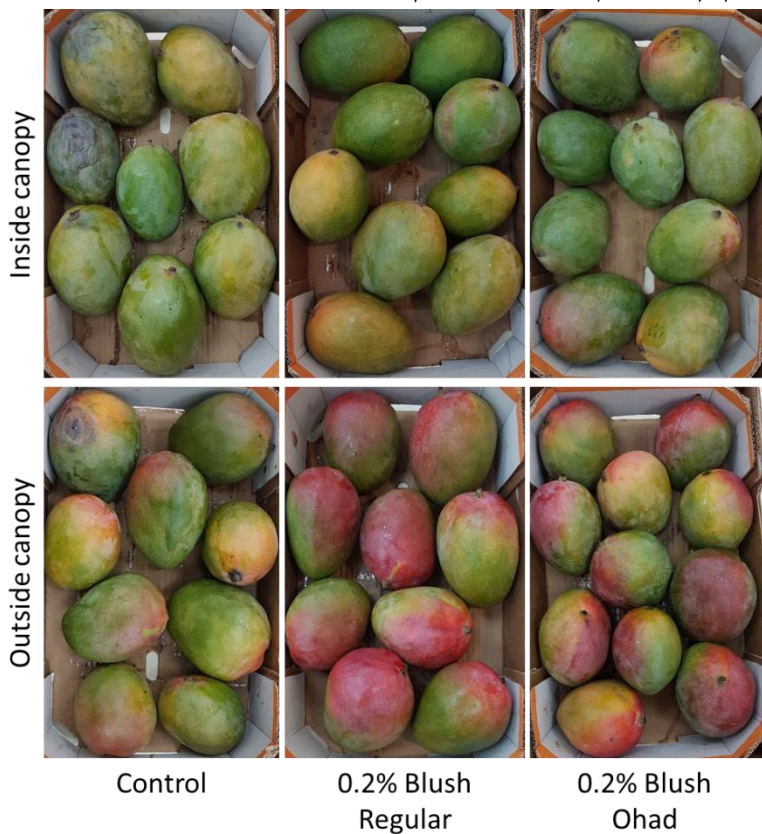 Inside canopy
Outside canopy
Control
0.2% Blush
Regular
0.2% Blush
Ohad